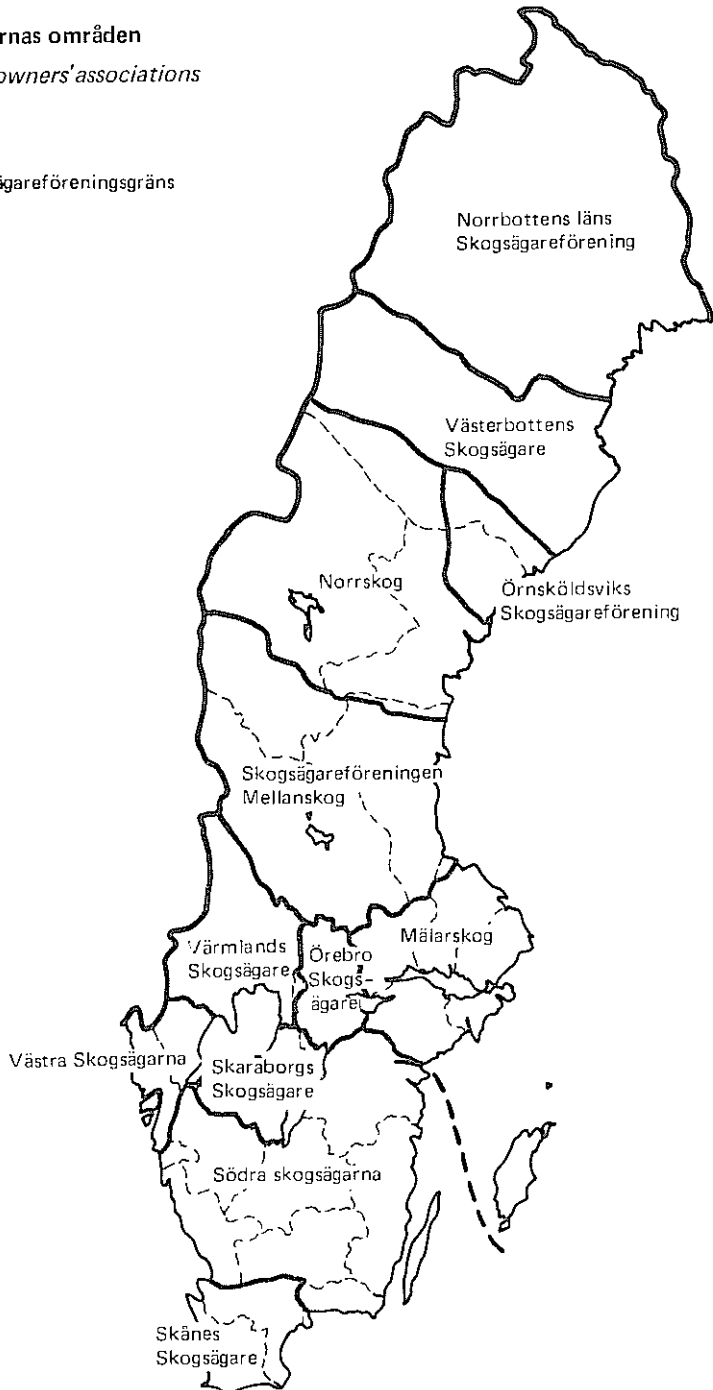 rnas områden
owners' associations
gareföreningsgräns
Norrbottens läns
Skogsägareförening
Västerbottens
Skogsägare
Norrskog
Örnsköldsviks
Skogsägareförening
Skogsägareföreningen
Mellanskog
Värmlands
Skogsägare
Örebro
Skogs-
ägare
Mälarskog
Västra Skogsägarna
Skaraborgs
Skogsägare
Södra skogsägarna
Skånes
Skogsägare